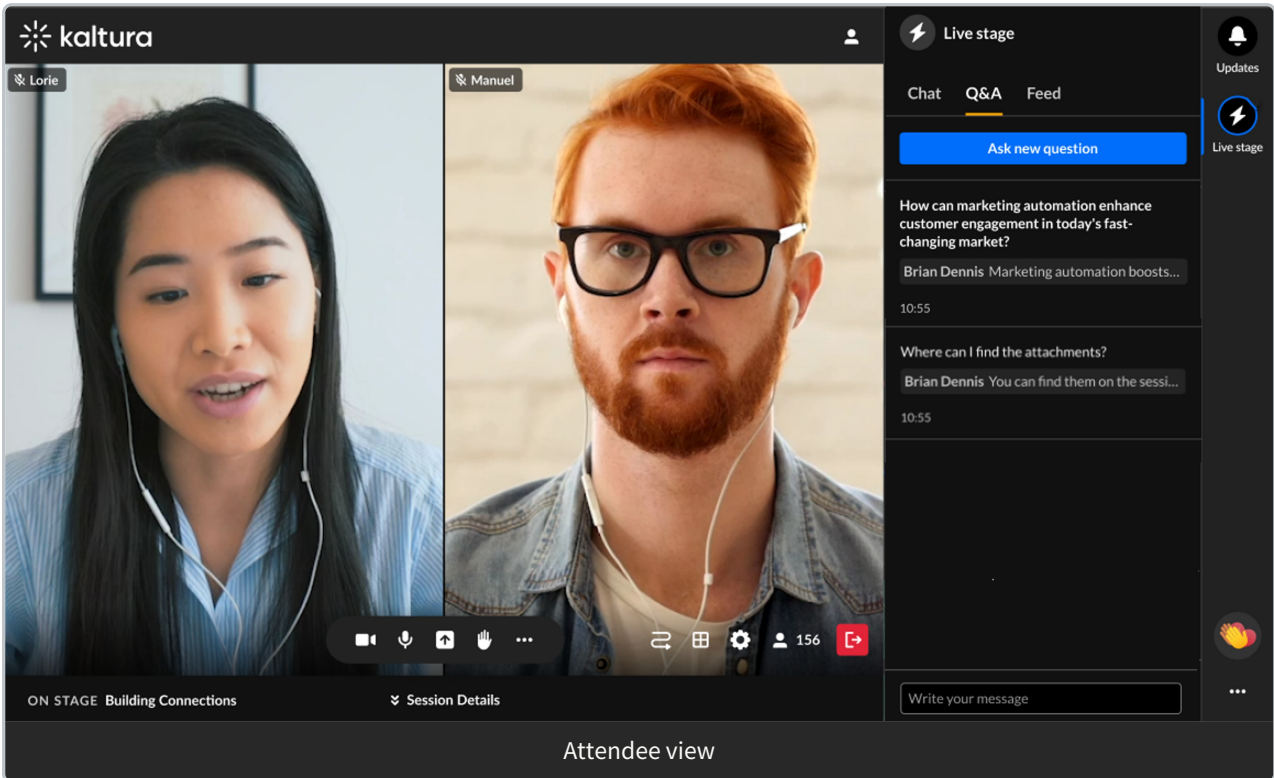 kaltura
Lorie
Manuel
ON STAGE Building Connections
Session Details
156
Live stage
Chat Q&A Feed
Ask new question
How can marketing automation enhance
customer engagement in today's fast-
changing market?
Brian Dennis Marketing automation boosts...
10:55
Where can I find the attachments?
Brian Dennis You can find them on the sessi...
10:55
Write your message
Updates
Live stage
Attendee view